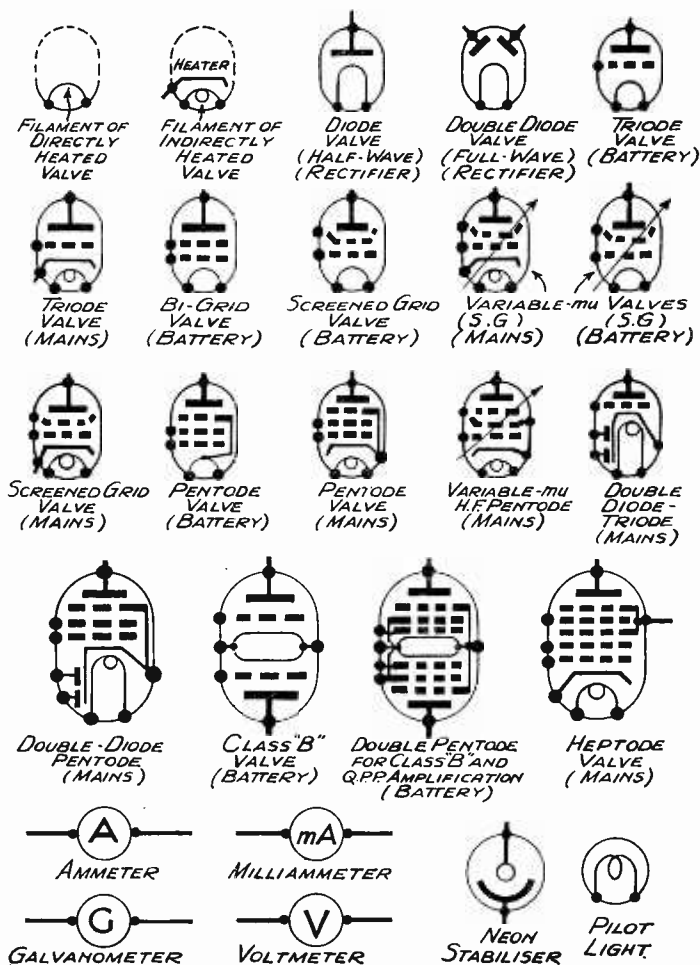 HEATER
FILAMENT OF
DIRECTLY
HEATED
VALVE
FILAMENT OF
INDIRECTLY
HEATED
VALVE
DIODE
VALVE
(HALF-WAVE)
(RECTIFIER)
DOUBLE DIODE
VALVE
(FULL-WAVE)
(RECTIFIER)
TRIODE
VALVE
(BATTERY)
TRIODE
VALVE
(MAINS)
BI-GRID
VALVE
(BATTERY)
SCREENED GRID
VALVE
(BATTERY)
VARIABLE-mu VALVES
(S.G)
(MAINS)
(S.G)
(BATTERY)
SCREENED GRID
VALVE
(MAINS)
PENTODE
VALVE
(BATTERY)
PENTODE
VALVE
(MAINS)
VARIABLE-mu
H.F. PENTODE
(MAINS)
DOUBLE
DIODE-
TRIODE
(MAINS)
DOUBLE-DIODE
PENTODE
(MAINS)
CLASS "B"
VALVE
(BATTERY)
DOUBLE PENTODE
FOR CLASS "B" AND
Q.P.P. AMPLIFICATION
(BATTERY)
HEPTODE
VALVE
(MAINS)
A
AMMETER
mA
MILLIAMMETER
G
GALVANOMETER
V
VOLTMETER
NEON
STABILISER
PILOT
LIGHT.